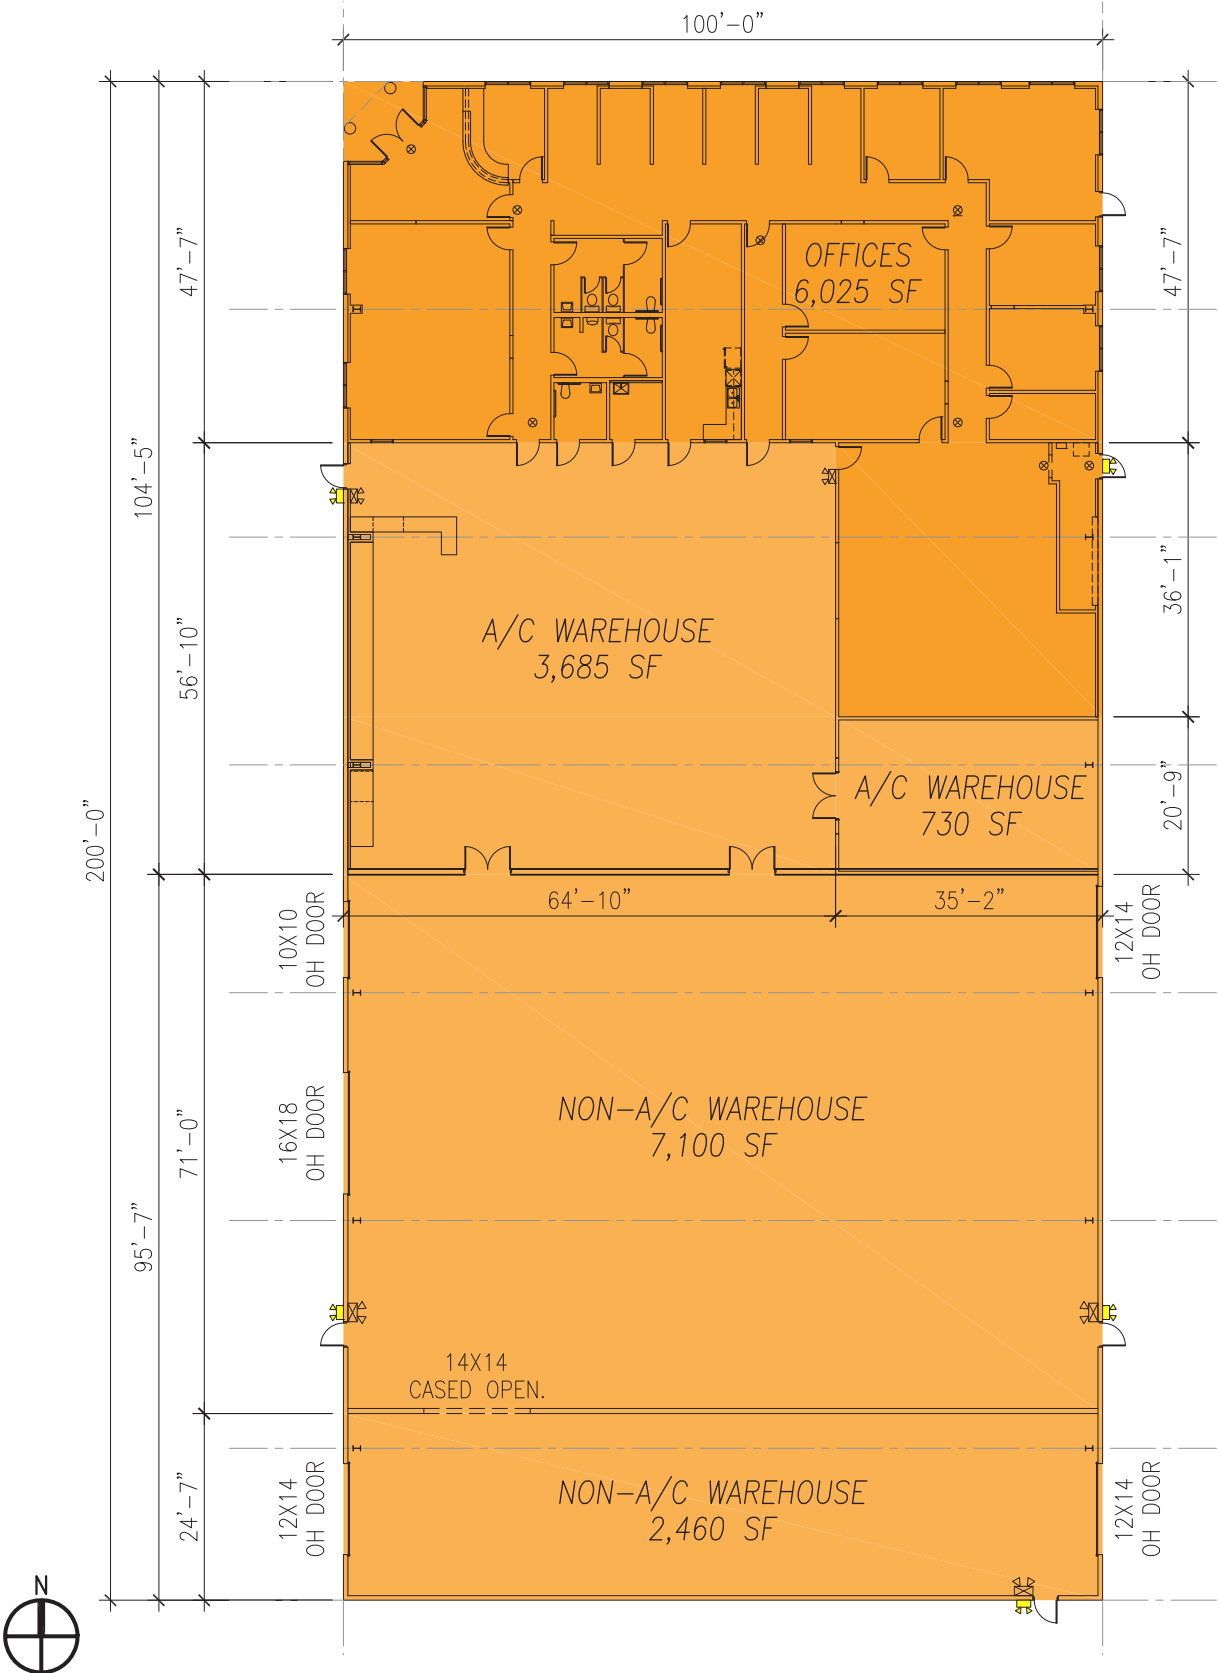 100'-0"
47'-7"
47'-7"
OFFICES
6,025 SF
104'-5"
36'-1"
56'-10"
A/C WAREHOUSE
3,685 SF
20'-9"
A/C WAREHOUSE
730 SF
200'-0"
64'-10"
35'-2"
10X10
OH DOOR
12X14
OH DOOR
16X18
OH DOOR
71'-0"
NON-A/C WAREHOUSE
7,100 SF
95'-7"
14X14
CASED OPEN.
24'-7"
12X14
OH DOOR
NON-A/C WAREHOUSE
2,460 SF
12X14
OH DOOR
N